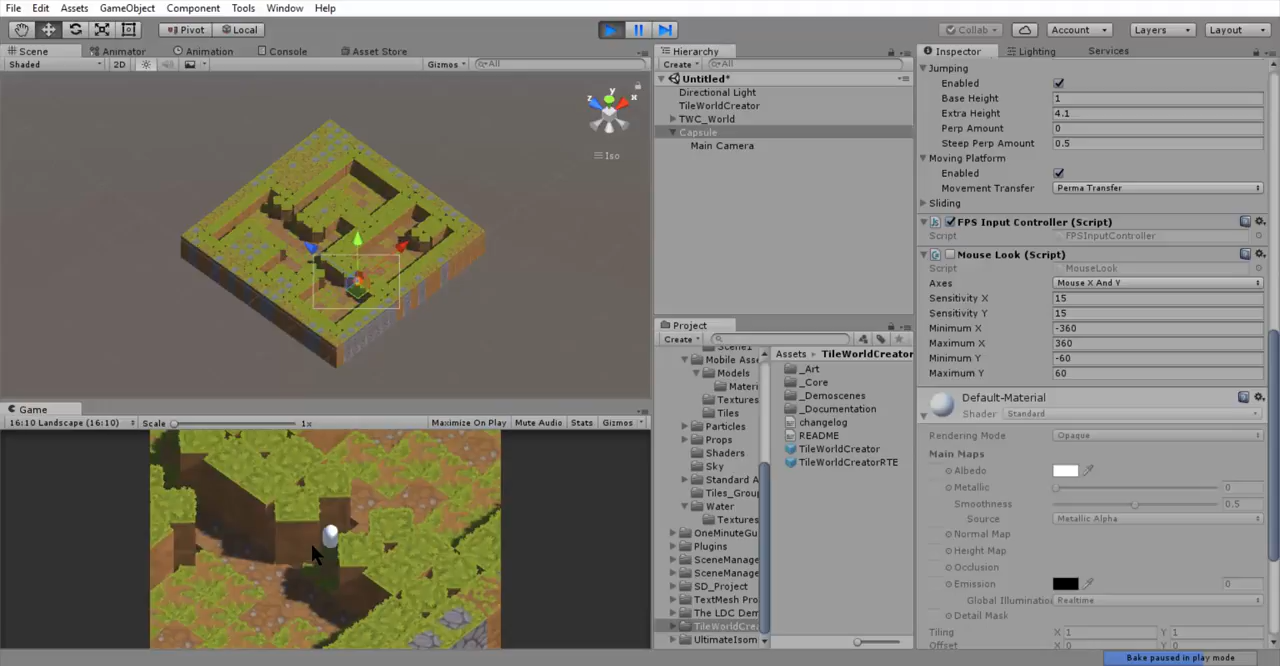 File Edit Assets GameObject Component Tools Window Help
Pivot Local Collab Account Layers Layout
Scene Animator Animation Console Asset Store
Shaded 2D Gizmos All
y
z x
Iso
Game
16:10 Landscape (16:10) Scale 1x Maximize On Play Mute Audio Stats Gizmos
Hierarchy
Create All
Untitled*
Directional Light
TileWorldCreator
TWC_World
Capsule
Main Camera
Project
Create
Mobile Ass
Models
Materi
Textures
Tiles
Particles
Props
Shaders
Sky
Standard A
Tiles_Group
Water
Textures
OneMinuteGu
Plugins
SceneManage
SceneManage
SD_Project
TextMesh Pro
The LDC Dem
TileWorldCrea
UltimateIsom
Assets TileWorldCreator
_Art
_Core
_Demoscenes
_Documentation
changelog
README
TileWorldCreator
TileWorldCreatorRTE
Inspector Lighting Services
Jumping
Enabled
Base Height 1
Extra Height 4.1
Perp Amount 0
Steep Perp Amount 0.5
Moving Platform
Enabled
Movement Transfer Perma Transfer
Sliding
FPS Input Controller (Script)
Script FPSInputController
Mouse Look (Script)
Script MouseLook
Axes Mouse X And Y
Sensitivity X 15
Sensitivity Y 15
Minimum X -360
Maximum X 360
Minimum Y -60
Maximum Y 60
Default-Material
Shader Standard
Rendering Mode Opaque
Main Maps
Albedo
Metallic 0
Smoothness 0.5
Source Metallic Alpha
Normal Map
Height Map
Occlusion
Emission 0
Global Illuminatio Realtime
Detail Mask
Tiling X 1 Y 1
Offset X 0 Y 0
Bake paused in play mode